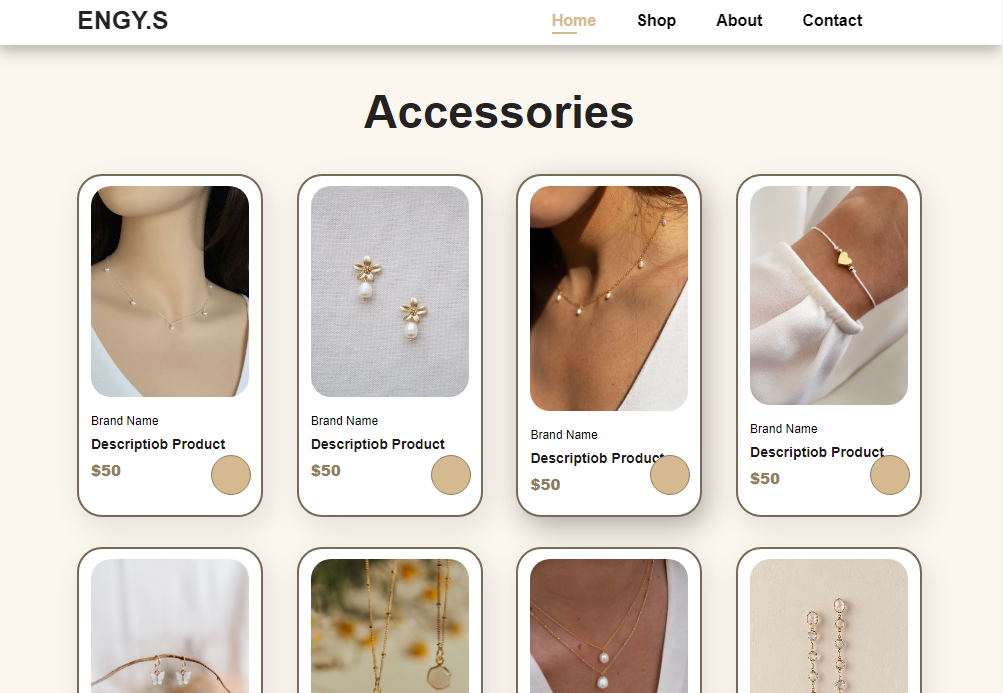 ENGY.S
Home Shop About Contact
Accessories
Brand Name
Descriptiob Product
$50
Brand Name
Descriptiob Product
$50
Brand Name
Descriptiob Product
$50
Brand Name
Descriptiob Product
$50